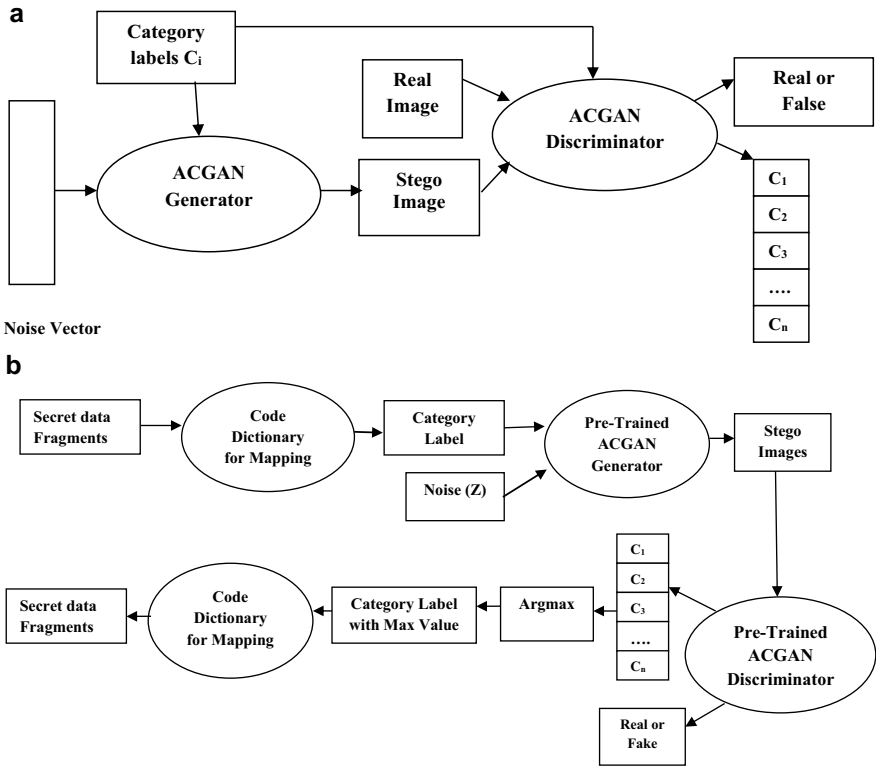 a
Category
labels Ci
Real
Image
ACGAN
Discriminator
Real or
False
ACGAN
Generator
Stego
Image
C1
C2
C3
....
Cn
Noise Vector
b
Secret data
Fragments
Code
Dictionary
for Mapping
Category
Label
Noise (Z)
Pre-Trained
ACGAN
Generator
Stego
Images
Secret data
Fragments
Code
Dictionary
for Mapping
Category Label
with Max Value
Argmax
C1
C2
C3
....
Cn
Pre-Trained
ACGAN
Discriminator
Real or
Fake